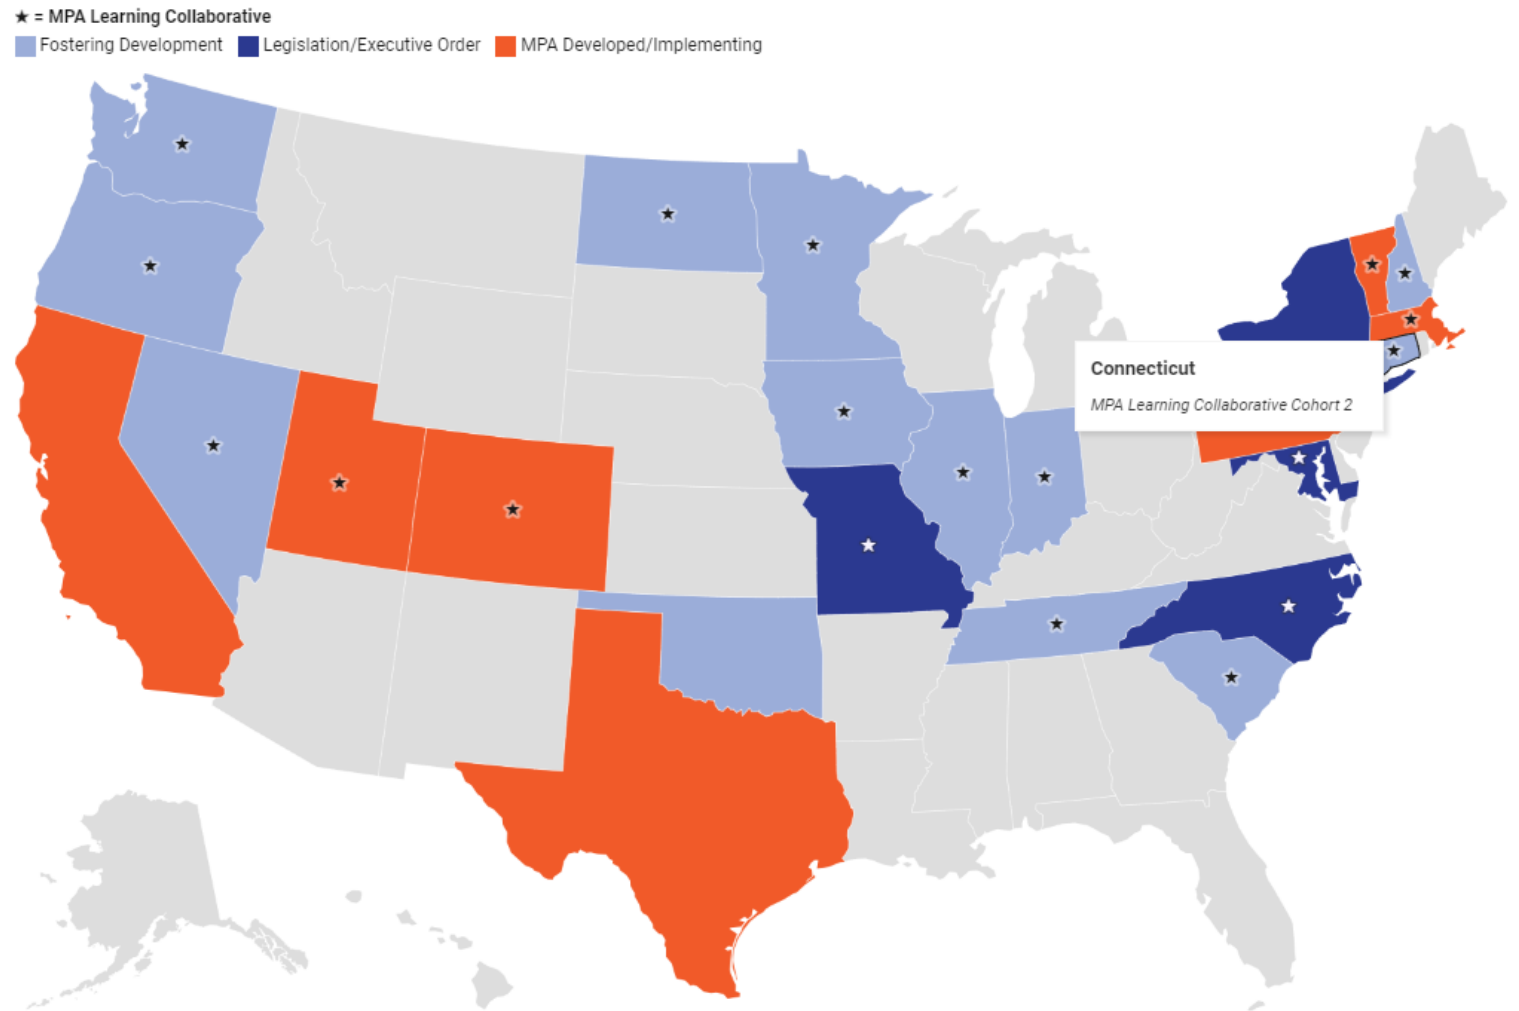 ★ = MPA Learning Collaborative
Fostering Development Legislation/Executive Order MPA Developed/Implementing
Connecticut
MPA Learning Collaborative Cohort 2